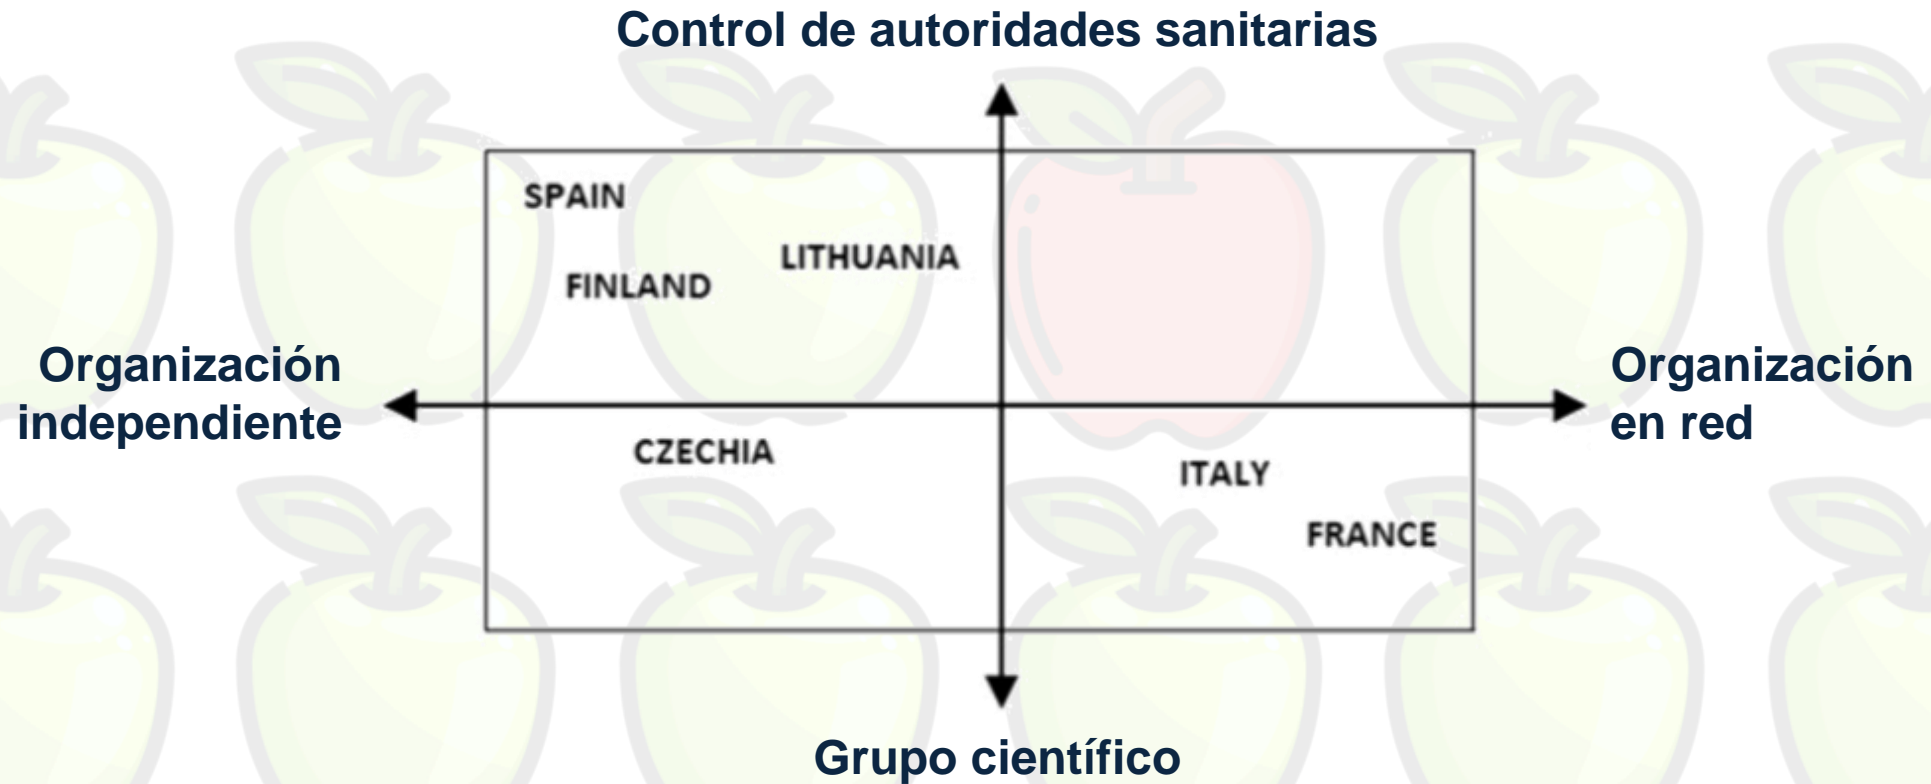 Control de autoridades sanitarias
SPAIN
LITHUANIA
FINLAND
Organización
independiente
Organización
en red
CZECHIA
ITALY
FRANCE
Grupo científico